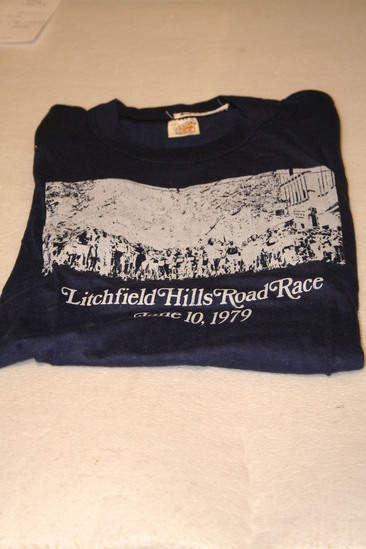 Litchfield Hills Road Race
June 10, 1979